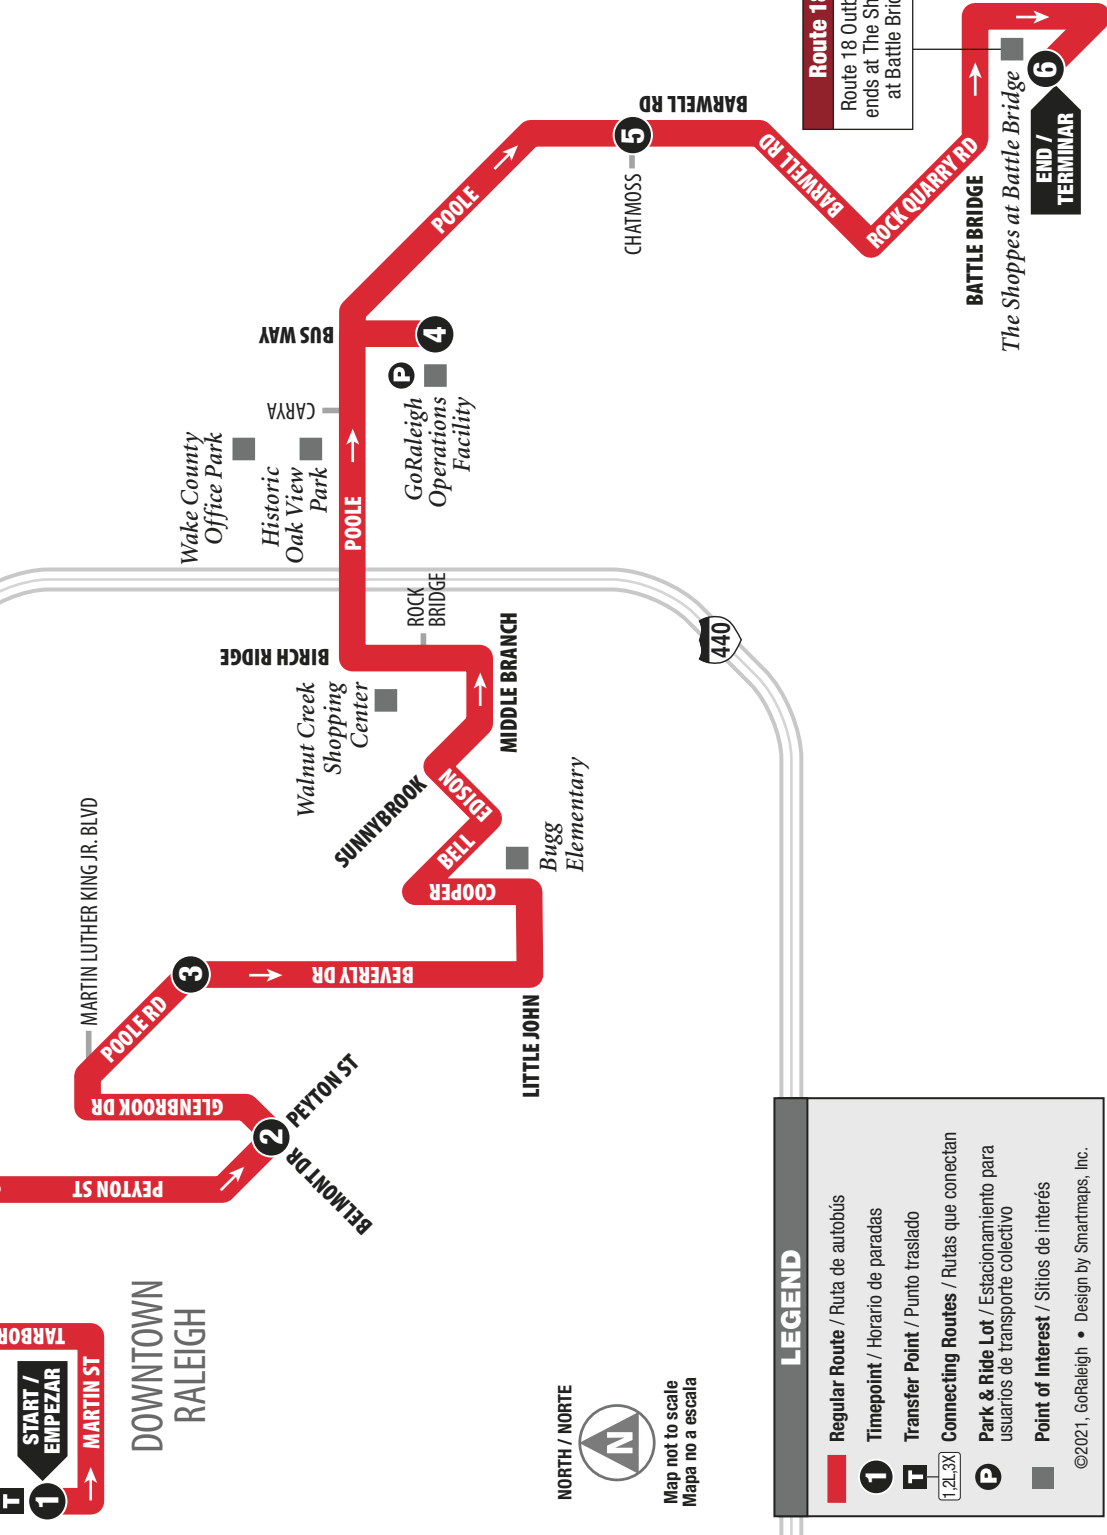 T
1
START /
EMPEZAR
MARTIN ST
TARBOR
DOWNTOWN
RALEIGH
PEYTON ST
2
BELMONT DR
PEYTON ST
GLENBROOK DR
MARTIN LUTHER KING JR. BLVD
POOLE RD
3
BEVERLY DR
LITTLE JOHN
COOPER
Bugg
Elementary
BELL
EDISON
SUNNYBROOK
MIDDLE BRANCH
ROCK
BRIDGE
Walnut Creek
Shopping
Center
BIRCH RIDGE
440
POOLE
Wake County
Office Park
Historic
Oak View
Park
CARYA
BUS WAY
P
4
GoRaleigh
Operations
Facility
POOLE
BARWELL RD
5
CHATMOSS
BARWELL RD
ROCK QUARRY RD
BATTLE BRIDGE
The Shoppes at Battle Bridge
6
END /
TERMINAR
Route 18
Route 18 Outb
ends at The Sh
at Battle Brid
NORTH / NORTE
N
Map not to scale
Mapa no a escala
LEGEND
Regular Route / Ruta de autobús
1 Timepoint / Horario de paradas
T Transfer Point / Punto traslado
1,2L,3X Connecting Routes / Rutas que conectan
P Park & Ride Lot / Estacionamiento para
usuarios de transporte colectivo
Point of Interest / Sitios de interés
©2021, GoRaleigh • Design by Smartmaps, Inc.